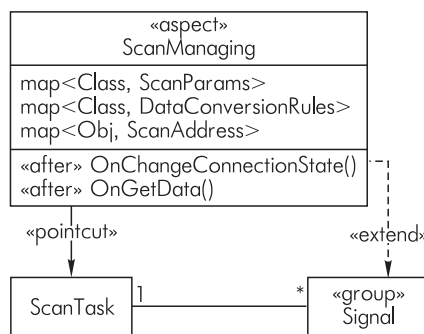 «aspect»
ScanManaging
map<Class, ScanParams>
map<Class, DataConversionRules>
map<Obj, ScanAddress>
«after» OnChangeConnectionState()
«after» OnGetData()
«pointcut»
«extend»
ScanTask
1
*
«group»
Signal